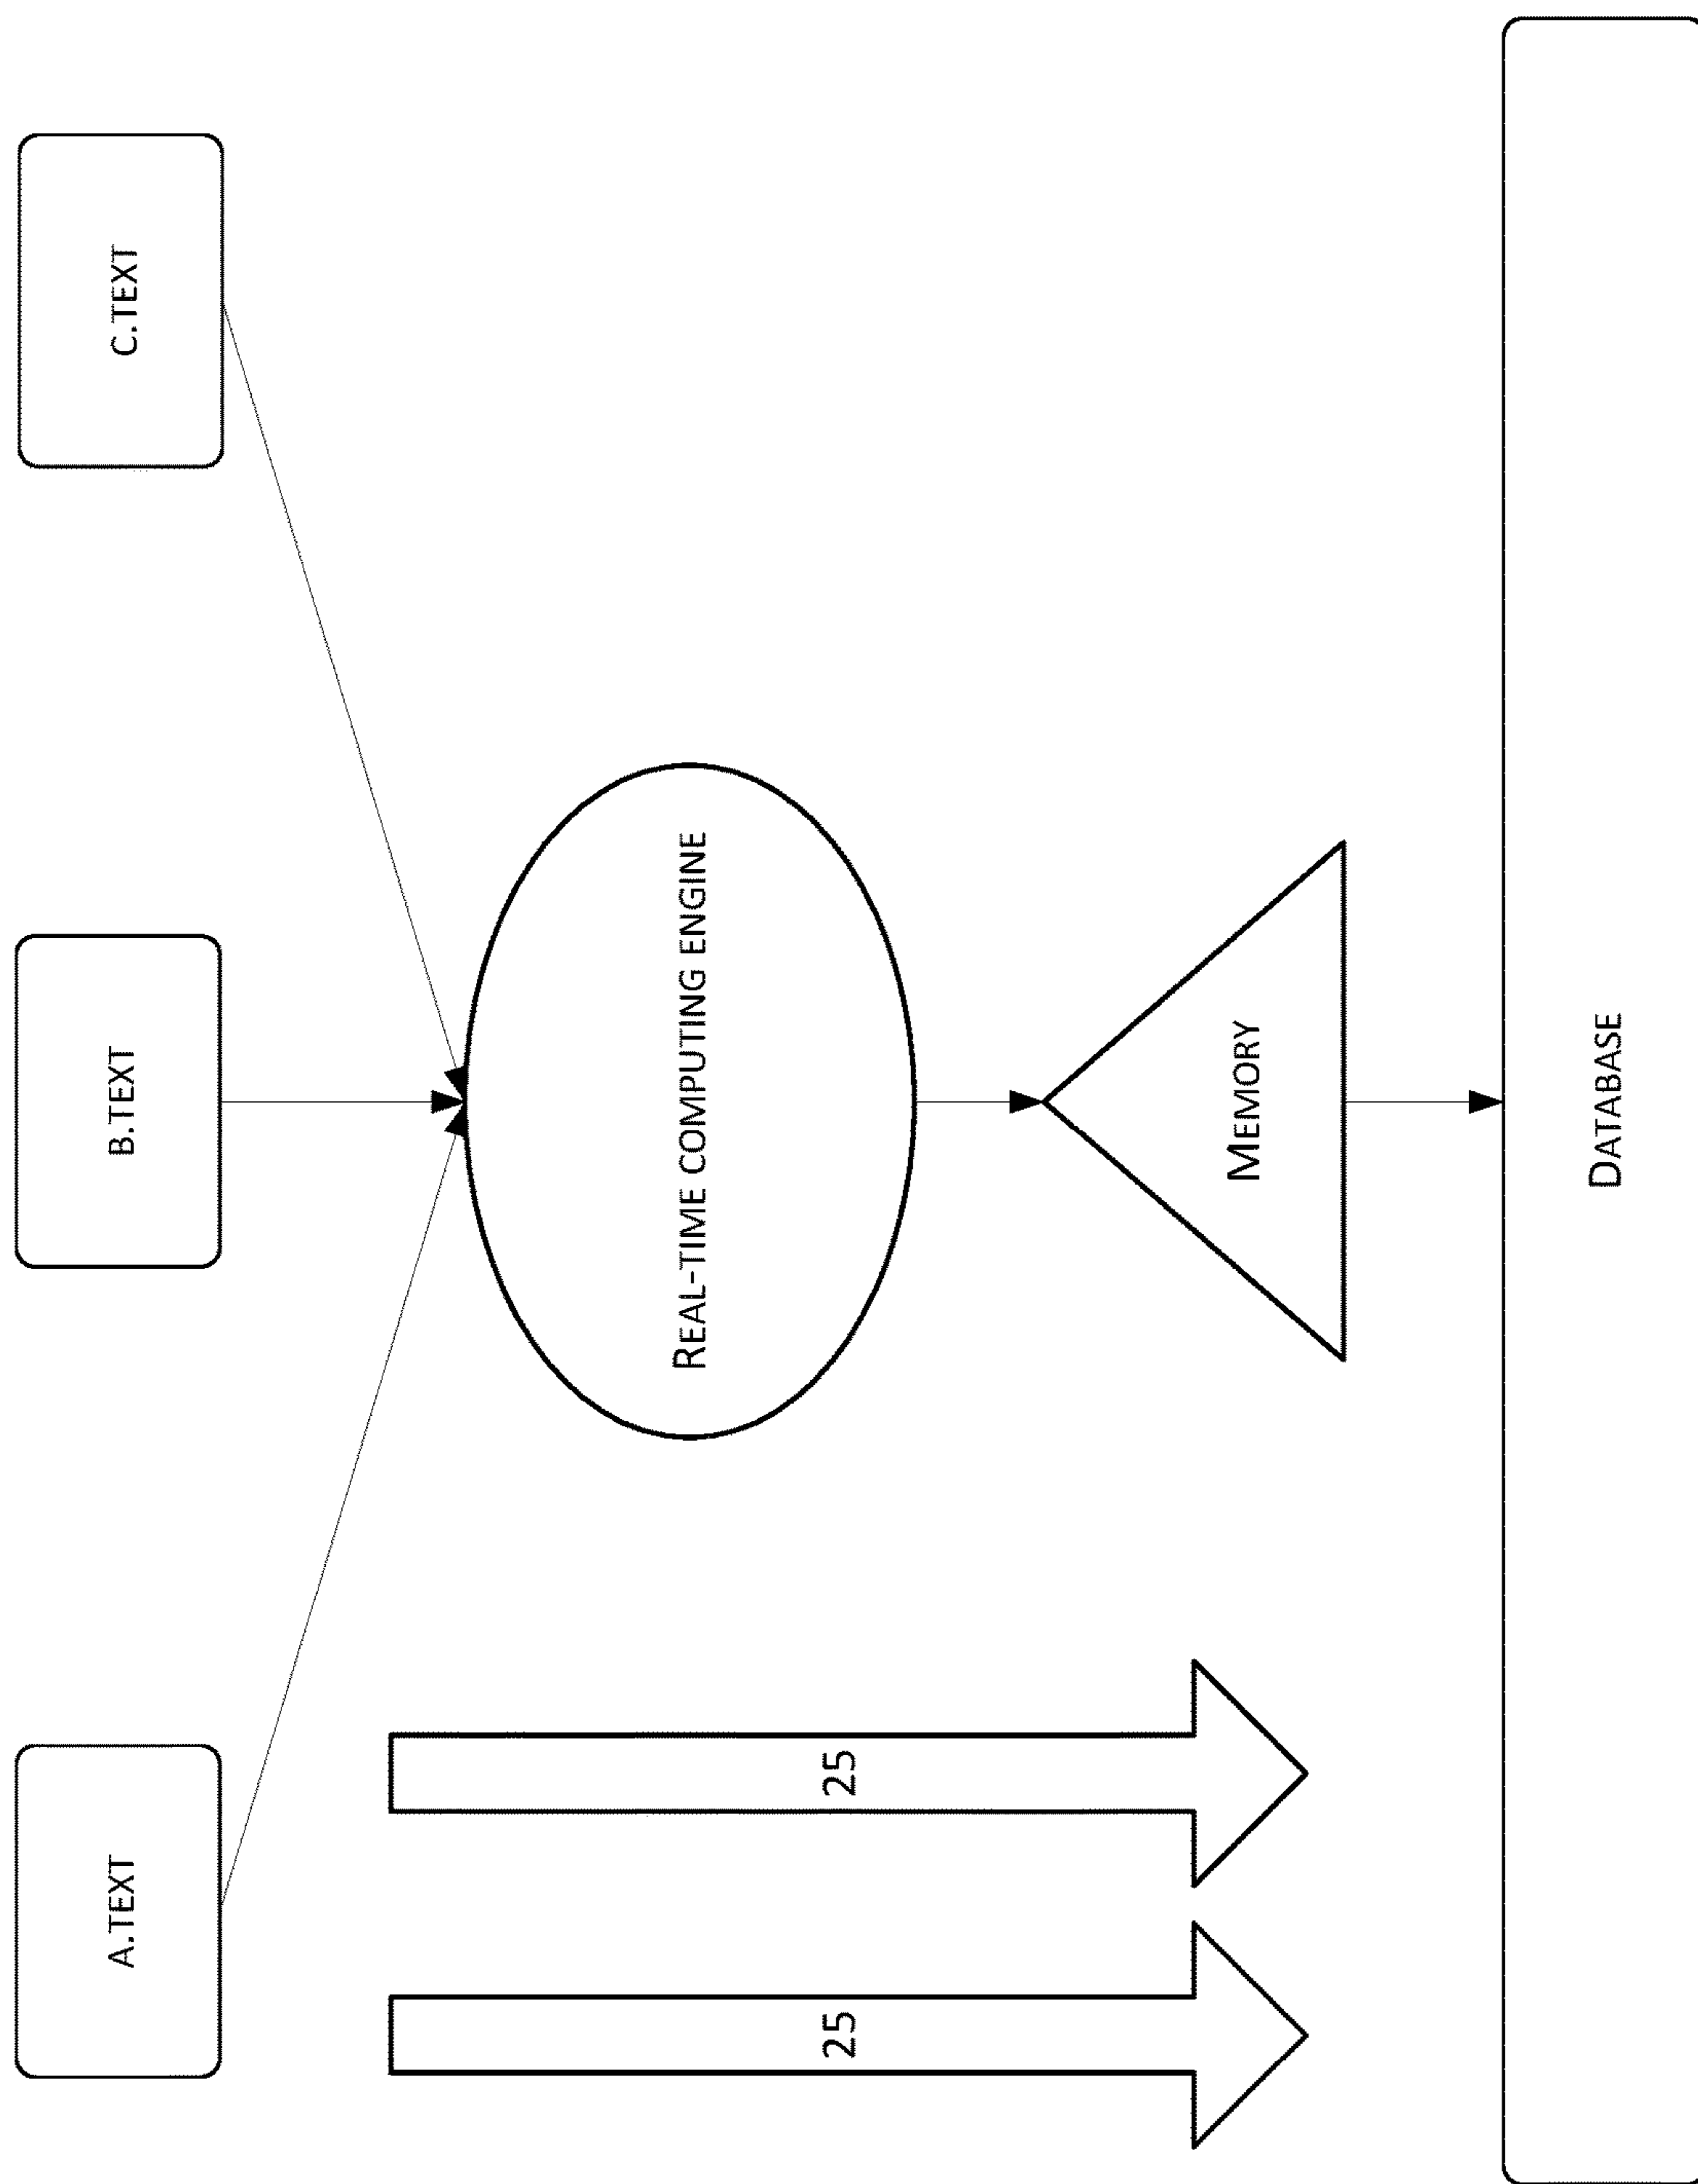 A.TEXT
B.TEXT
C.TEXT
REAL-TIME COMPUTING ENGINE
25
25
MEMORY
DATABASE